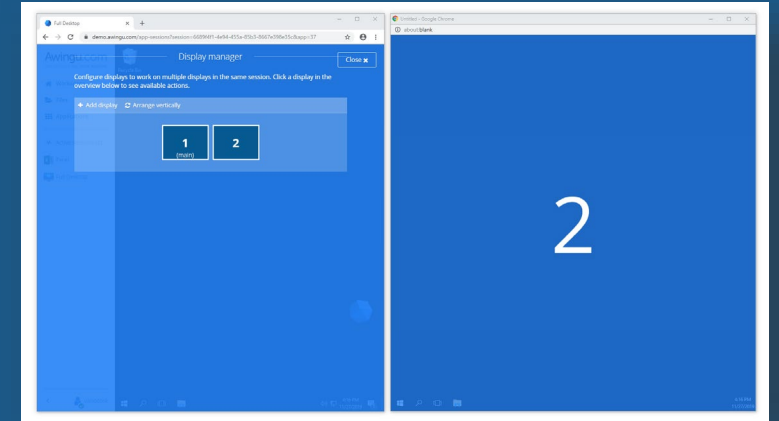 Full Desktop
demo.awingu.com/app-sessions?session=
Awingu.com
Display manager
Close ×
Configure displays to work on multiple displays in the same session. Click a display in the
overview below to see available actions.
+ Add display
Arrange vertically
1
(main)
2
Untitled - Google Chrome
about:blank
2